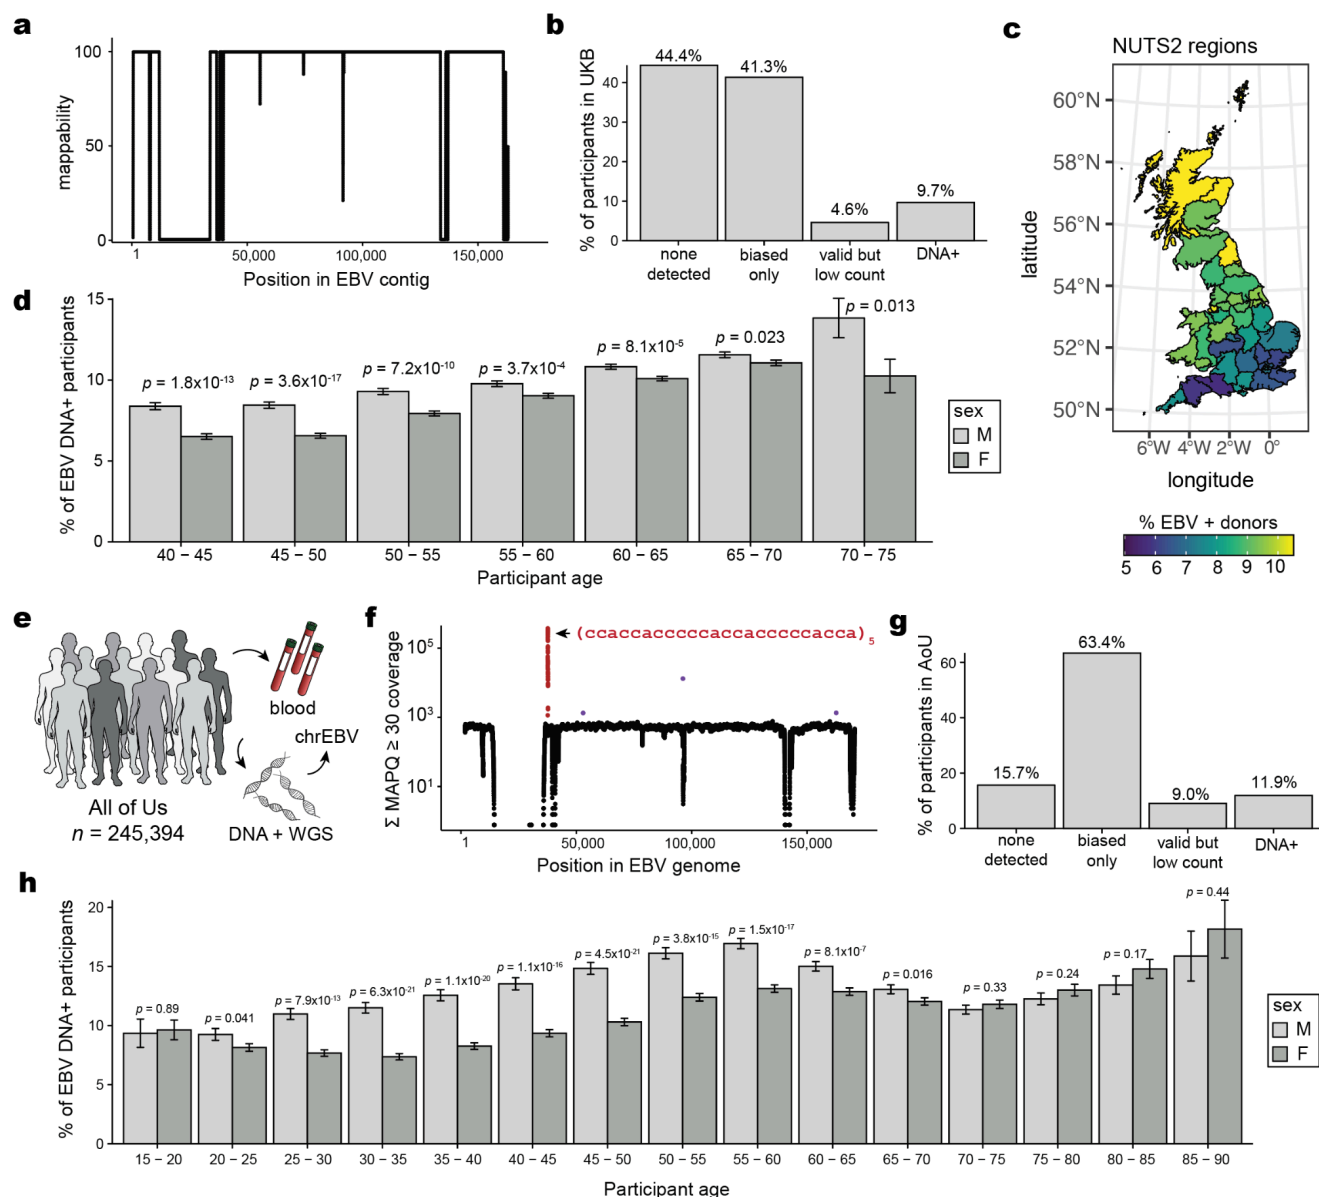 a
100
50
0
mappability
1
50,000
100,000
150,000
Position in EBV contig
b
% of participants in UKB
40
30
20
10
0
44.4%
41.3%
4.6%
9.7%
none detected
biased only
valid but low count
DNA+
c
NUTS2 regions
60°N
58°N
56°N
54°N
52°N
50°N
latitude
6°W 4°W 2°W 0°
longitude
% EBV + donors
5 6 7 8 9 10
d
% of EBV DNA+ participants
15
10
5
0
p = 1.8x10⁻¹³
p = 3.6x10⁻¹⁷
p = 7.2x10⁻¹⁰
p = 3.7x10⁻⁴
p = 8.1x10⁻⁵
p = 0.023
p = 0.013
40 – 45
45 – 50
50 – 55
55 – 60
60 – 65
65 – 70
70 – 75
Participant age
sex
M
F
e
blood
chrEBV
All of Us
n = 245,394
DNA + WGS
f
Σ MAPQ ≥ 30 coverage
10⁵
10³
10¹
(ccaccacccccaccacccccacca)₅
1
50,000
100,000
150,000
Position in EBV genome
g
% of participants in AoU
60
40
20
0
15.7%
63.4%
9.0%
11.9%
none detected
biased only
valid but low count
DNA+
h
% of EBV DNA+ participants
20
15
10
5
0
p = 0.89
p = 0.041
p = 7.9x10⁻¹³
p = 6.3x10⁻²¹
p = 1.1x10⁻²⁰
p = 1.1x10⁻¹⁶
p = 4.5x10⁻²¹
p = 3.8x10⁻¹⁵
p = 1.5x10⁻¹⁷
p = 8.1x10⁻⁷
p = 0.016
p = 0.33
p = 0.24
p = 0.17
p = 0.44
15 – 20
20 – 25
25 – 30
30 – 35
35 – 40
40 – 45
45 – 50
50 – 55
55 – 60
60 – 65
65 – 70
70 – 75
75 – 80
80 – 85
85 – 90
Participant age
sex
M
F